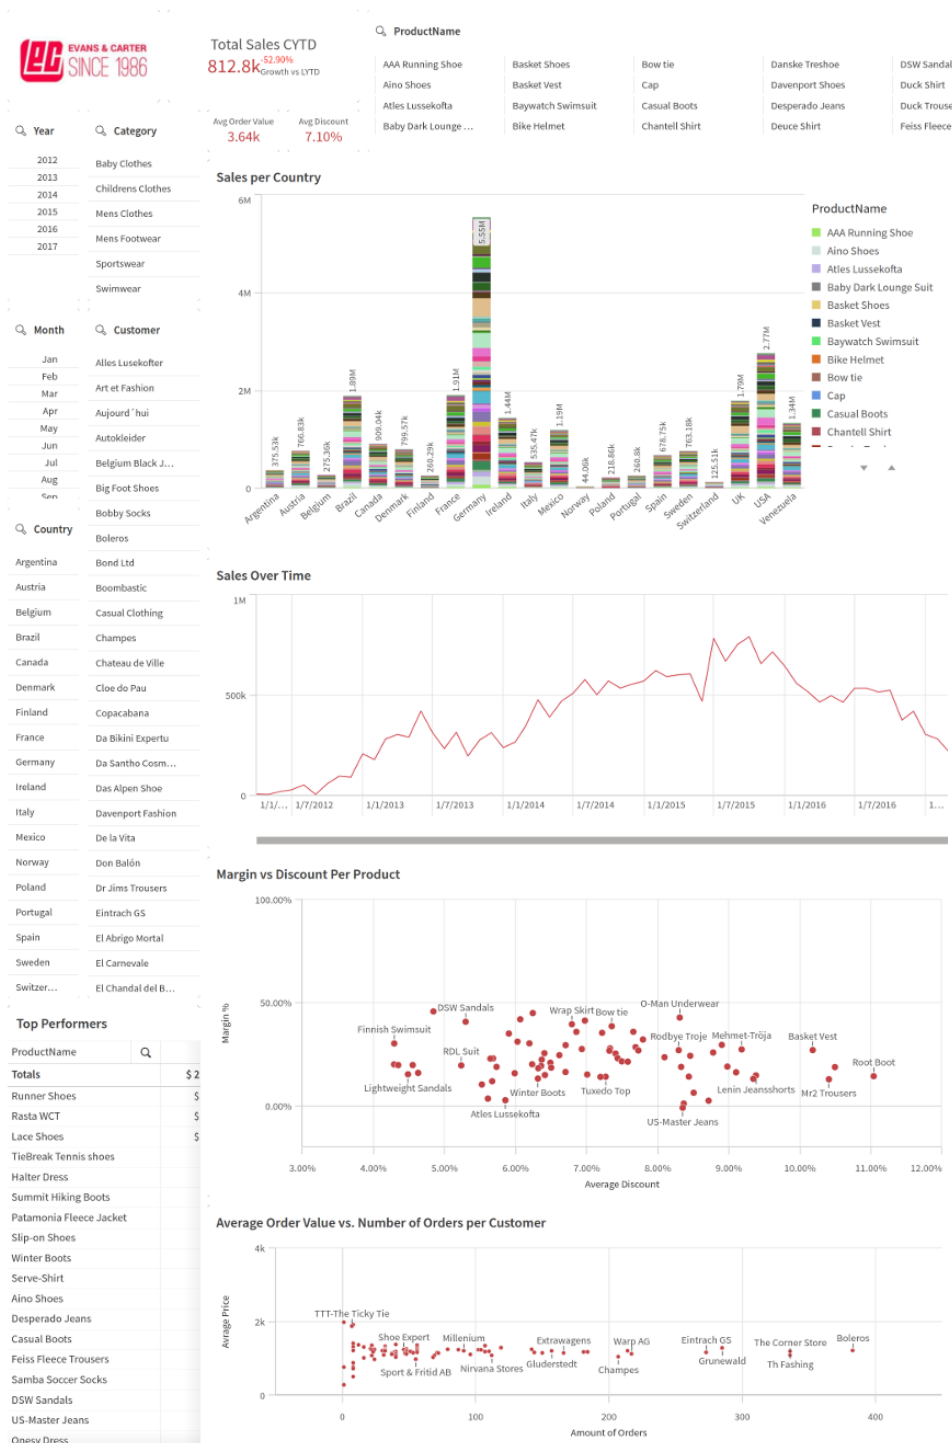 LEC EVANS & CARTER
SINCE 1986
Total Sales CYTD
812.8k
-52.90%
Growth vs LYTD
Avg Order Value
3.64k
Avg Discount
7.10%
ProductName
AAA Running Shoe
Basket Shoes
Bow tie
Danske Treshoe
DSW Sandal
Aino Shoes
Basket Vest
Cap
Davenport Shoes
Duck Shirt
Atles Lussekofta
Baywatch Swimsuit
Casual Boots
Desperado Jeans
Duck Trouse
Baby Dark Lounge ...
Bike Helmet
Chantell Shirt
Deuce Shirt
Feiss Fleece
Year
2012
2013
2014
2015
2016
2017
Category
Baby Clothes
Childrens Clothes
Mens Clothes
Mens Footwear
Sportswear
Swimwear
Month
Jan
Feb
Mar
Apr
May
Jun
Jul
Aug
Sep
Customer
Alles Lusekofter
Art et Fashion
Aujourd´hui
Autokleider
Belgium Black J...
Big Foot Shoes
Bobby Socks
Boleros
Bond Ltd
Boombastic
Casual Clothing
Champes
Chateau de Ville
Cloe do Pau
Copacabana
Da Bikini Expertu
Da Santho Cosm...
Das Alpen Shoe
Davenport Fashion
De la Vita
Don Balón
Dr Jims Trousers
Eintrach GS
El Abrigo Mortal
El Carnevale
El Chandal del B...
Country
Argentina
Austria
Belgium
Brazil
Canada
Denmark
Finland
France
Germany
Ireland
Italy
Mexico
Norway
Poland
Portugal
Spain
Sweden
Switzer...
Sales per Country
6M
4M
2M
0
375.53k
766.83k
275.36k
1.89M
909.04k
799.57k
260.29k
1.91M
5.55M
1.44M
535.47k
1.19M
44.06k
218.86k
260.8k
678.75k
763.18k
125.51k
1.79M
2.77M
1.34M
Argentina
Austria
Belgium
Brazil
Canada
Denmark
Finland
France
Germany
Ireland
Italy
Mexico
Norway
Poland
Portugal
Spain
Sweden
Switzerland
UK
USA
Venezuela
ProductName
AAA Running Shoe
Aino Shoes
Atles Lussekofta
Baby Dark Lounge Suit
Basket Shoes
Basket Vest
Baywatch Swimsuit
Bike Helmet
Bow tie
Cap
Casual Boots
Chantell Shirt
Sales Over Time
1M
500k
0
1/1/...
1/7/2012
1/1/2013
1/7/2013
1/1/2014
1/7/2014
1/1/2015
1/7/2015
1/1/2016
1/7/2016
1...
Margin vs Discount Per Product
100.00%
50.00%
0.00%
Margin %
DSW Sandals
Wrap Skirt
Bow tie
O-Man Underwear
Finnish Swimsuit
RDL Suit
Rodbye Troje
Mehmet-Tröja
Basket Vest
Root Boot
Lightweight Sandals
Winter Boots
Tuxedo Top
Lenin Jeansshorts
Mr2 Trousers
Atles Lussekofta
US-Master Jeans
3.00%
4.00%
5.00%
6.00%
7.00%
8.00%
9.00%
10.00%
11.00%
12.00%
Average Discount
Top Performers
ProductName
Totals
$ 2
Runner Shoes
$
Rasta WCT
$
Lace Shoes
$
TieBreak Tennis shoes
Halter Dress
Summit Hiking Boots
Patamonia Fleece Jacket
Slip-on Shoes
Winter Boots
Serve-Shirt
Aino Shoes
Desperado Jeans
Casual Boots
Feiss Fleece Trousers
Samba Soccer Socks
DSW Sandals
US-Master Jeans
Onesy Dress
Average Order Value vs. Number of Orders per Customer
4k
2k
0
Avrage Price
TTT-The Ticky Tie
Shoe Expert
Millenium
Extrawagens
Warp AG
Eintrach GS
The Corner Store
Boleros
Sport & Fritid AB
Nirvana Stores
Gluderstedt
Champes
Grunewald
Th Fashing
0
100
200
300
400
Amount of Orders